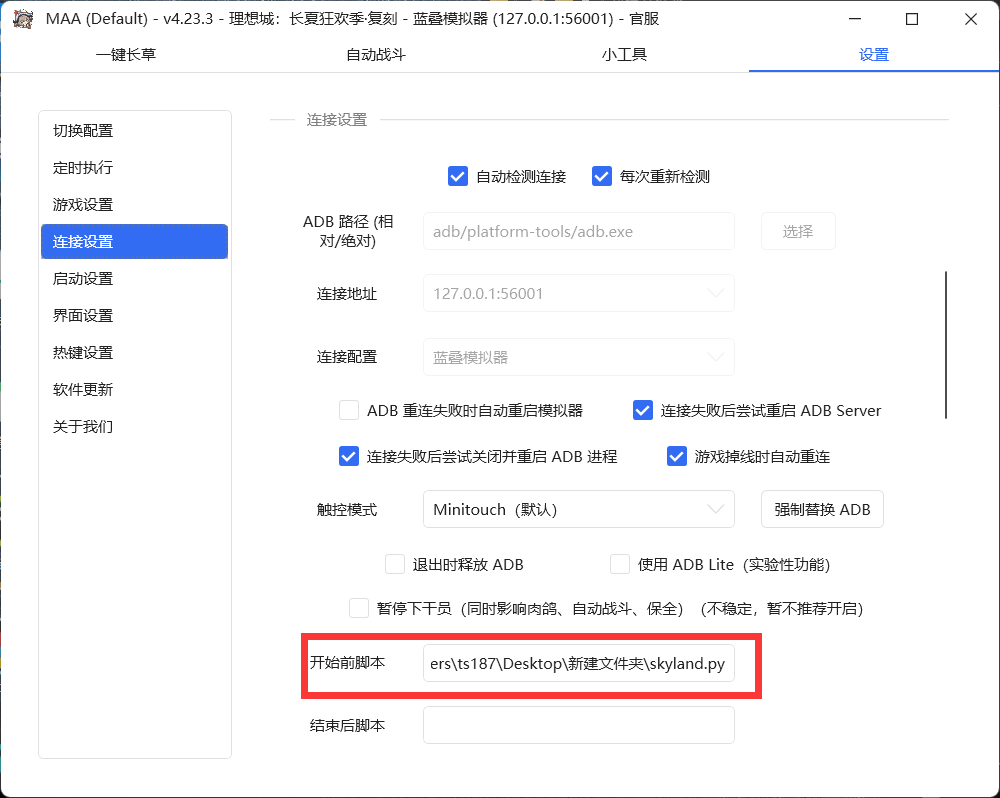 MAA (Default) - v4.23.3 - 理想城：长夏狂欢季·复刻 - 蓝叠模拟器 (127.0.0.1:56001) - 官服
一键长草
自动战斗
小工具
设置
切换配置
定时执行
游戏设置
连接设置
启动设置
界面设置
热键设置
软件更新
关于我们
连接设置
自动检测连接
每次重新检测
ADB 路径 (相
对/绝对)
adb/platform-tools/adb.exe
选择
连接地址
127.0.0.1:56001
连接配置
蓝叠模拟器
ADB 重连失败时自动重启模拟器
连接失败后尝试重启 ADB Server
连接失败后尝试关闭并重启 ADB 进程
游戏掉线时自动重连
触控模式
Minitouch（默认）
强制替换 ADB
退出时释放 ADB
使用 ADB Lite（实验性功能）
暂停下干员（同时影响肉鸽、自动战斗、保全）（不稳定，暂不推荐开启）
开始前脚本
ers\ts187\Desktop\新建文件夹\skyland.py
结束后脚本